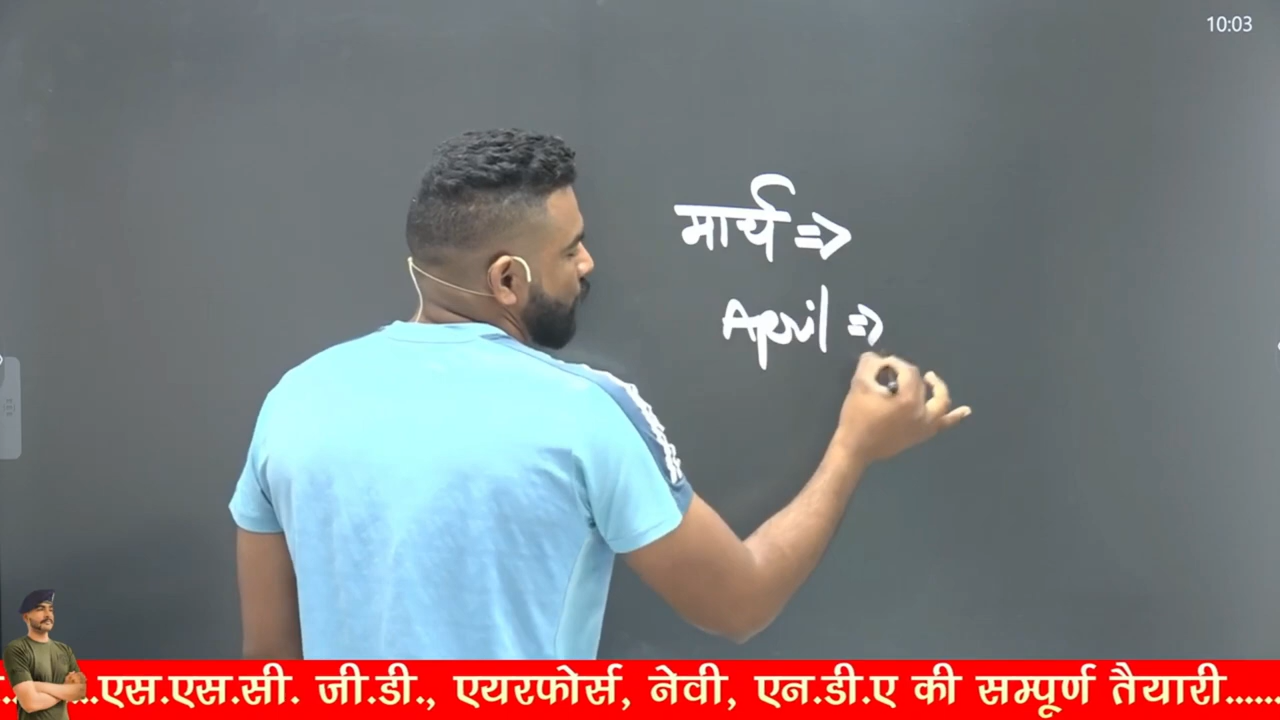 10:03
मार्च =>
April =>
...एस.एस.सी. जी.डी., एयरफोर्स, नेवी, एन.डी.ए की सम्पूर्ण तैयारी......